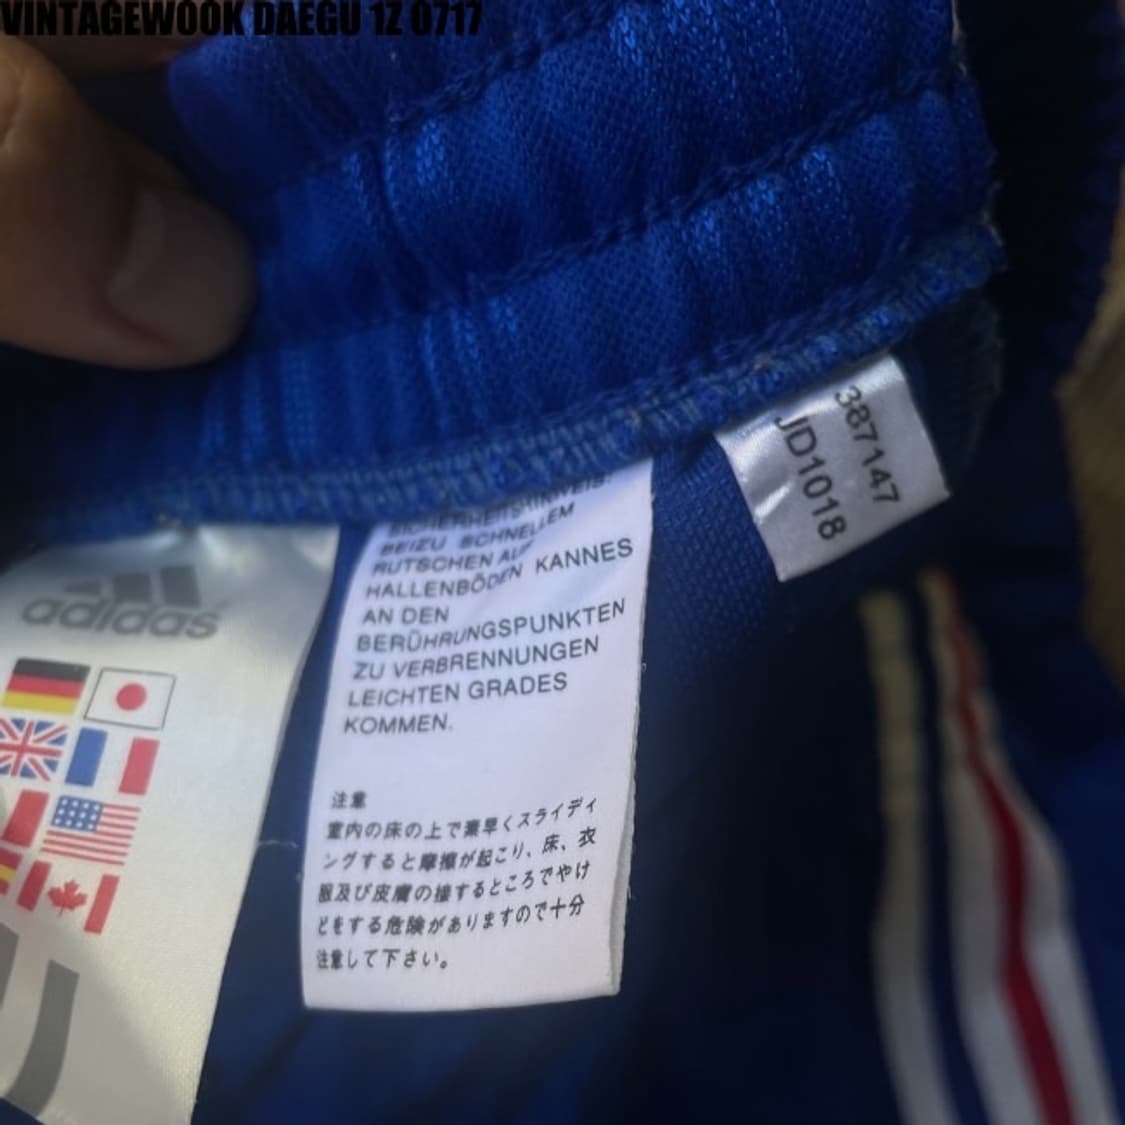 VINTAGEWOOK DAEGU 1Z 0717
adidas
SICHERHEITSHINWEIS:
BEIZU SCHNELLEM
RUTSCHEN AUF
HALLENBÖDEN KANNES
AN DEN
BERÜHRUNGSPUNKTEN
ZU VERBRENNUNGEN
LEICHTEN GRADES
KOMMEN.
注意
室内の床の上で素早くスライディ
ングすると摩擦が起こり、床、衣
服及び皮膚の接するところでやけ
どをする危険がありますので十分
注意して下さい。
387147
JD1018